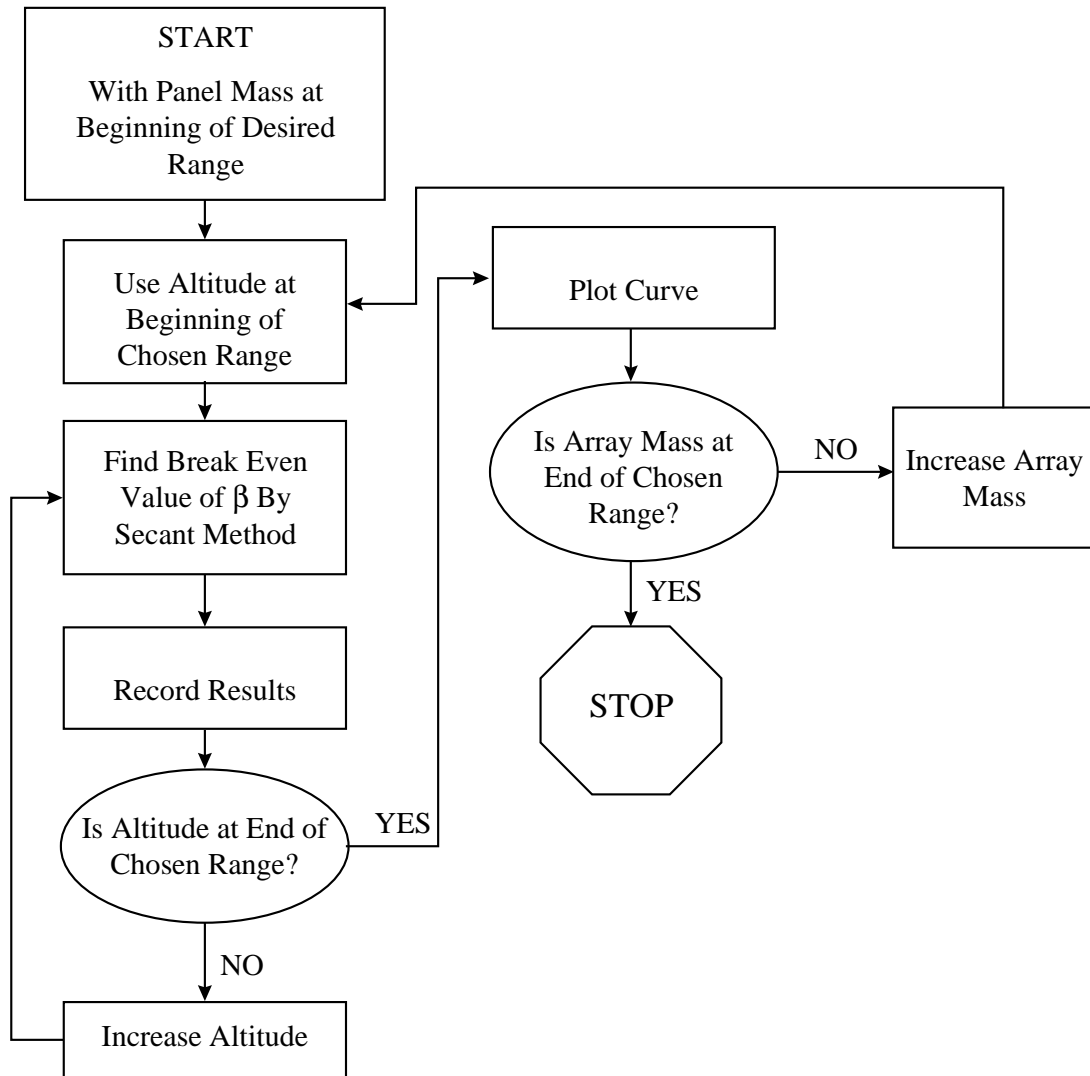 START
With Panel Mass at
Beginning of Desired
Range
Use Altitude at
Beginning of
Chosen Range
Find Break Even
Value of β By
Secant Method
Record Results
Is Altitude at End of
Chosen Range?
YES
NO
Increase Altitude
Plot Curve
Is Array Mass at
End of Chosen
Range?
NO
Increase Array
Mass
YES
STOP